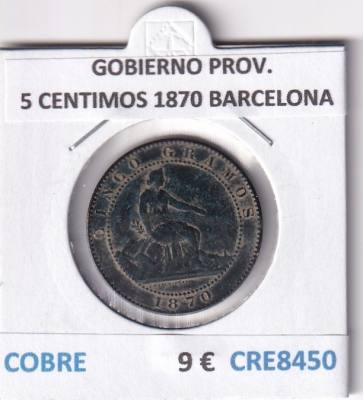 GOBIERNO PROV.
5 CENTIMOS 1870 BARCELONA
CINCO GRAMOS
1870
COBRE 9 € CRE8450